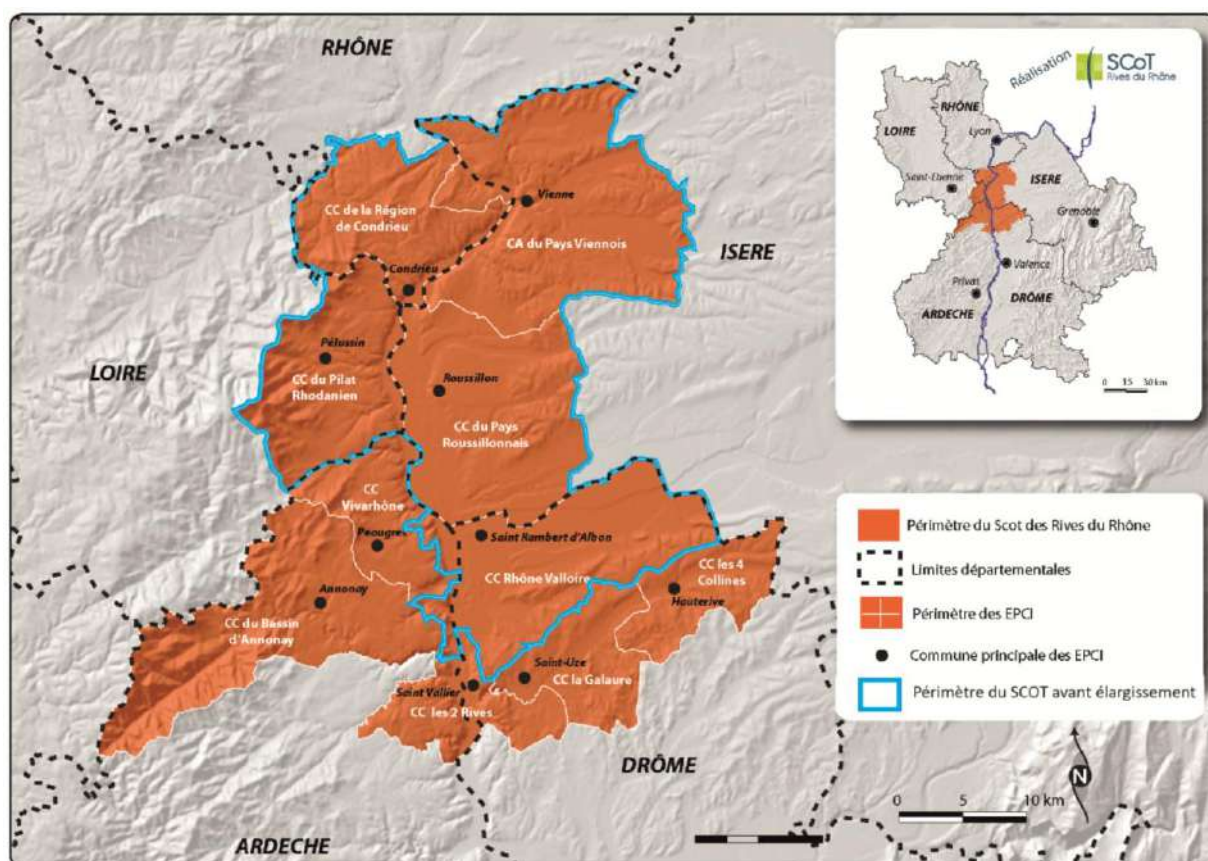 RHÔNE
CC de la Région
de Condrieu
Vienne
CA du Pays Viennois
ISERE
Condrieu
LOIRE
Pélussin
CC du Pilat
Rhodanien
Roussillon
CC du Pays
Roussillonnais
CC
Vivarhône
Peaugres
Saint Rambert d'Albon
CC Rhône Valloire
CC les 4
Collines
Hauterive
Annonay
CC du Bassin
d'Annonay
Saint-Uze
CC la Galaure
Saint Vallier
CC les 2 Rives
DRÔME
ARDECHE
Réalisation
SCoT
Rives du Rhône
RHÔNE
LOIRE
Lyon
Saint-Etienne
ISERE
Grenoble
Valence
Privas
ARDECHE
DRÔME
0 15 30 km
Périmètre du Scot des Rives du Rhône
Limites départementales
Périmètre des EPCI
Commune principale des EPCI
Périmètre du SCOT avant élargissement
N
0 5 10 km